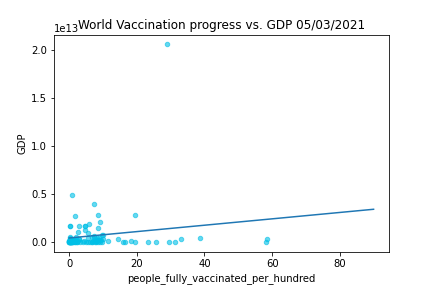 World Vaccination progress vs. GDP 05/03/2021
1e13
2.0
1.5
1.0
0.5
0.0
GDP
0 20 40 60 80
people_fully_vaccinated_per_hundred